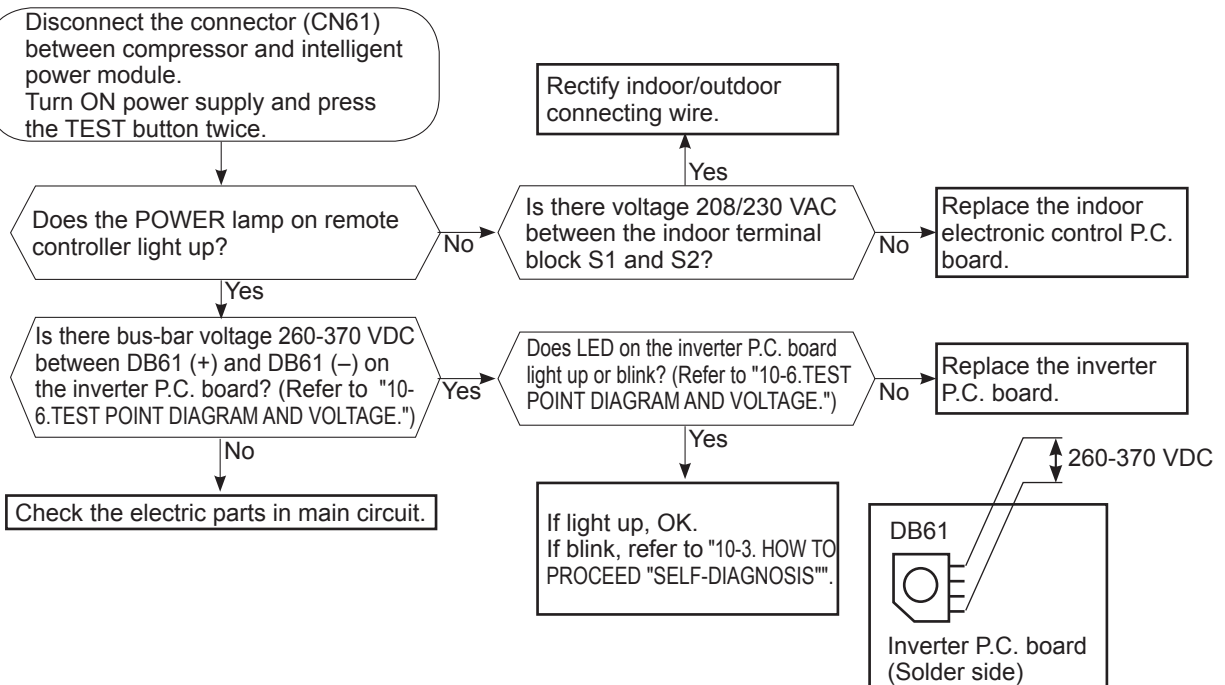 Disconnect the connector (CN61)
between compressor and intelligent
power module.
Turn ON power supply and press
the TEST button twice.
Rectify indoor/outdoor
connecting wire.
Yes
Does the POWER lamp on remote
controller light up?
No
Is there voltage 208/230 VAC
between the indoor terminal
block S1 and S2?
No
Replace the indoor
electronic control P.C.
board.
Yes
Is there bus-bar voltage 260-370 VDC
between DB61 (+) and DB61 (–) on
the inverter P.C. board? (Refer to "10-
6.TEST POINT DIAGRAM AND VOLTAGE.")
Yes
Does LED on the inverter P.C. board
light up or blink? (Refer to "10-6.TEST
POINT DIAGRAM AND VOLTAGE.")
No
Replace the inverter
P.C. board.
No
Check the electric parts in main circuit.
Yes
If light up, OK.
If blink, refer to "10-3. HOW TO
PROCEED "SELF-DIAGNOSIS"".
260-370 VDC
DB61
Inverter P.C. board
(Solder side)